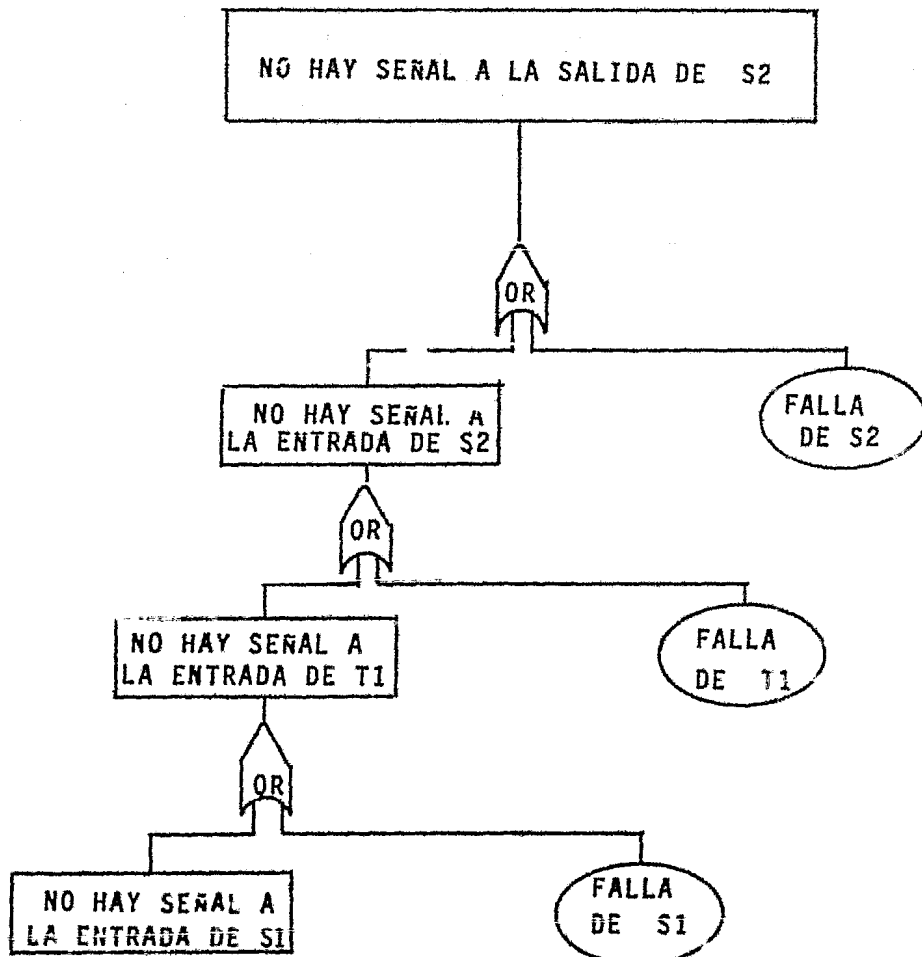 NO HAY SEÑAL A LA SALIDA DE S2
OR
NO HAY SEÑAL A
LA ENTRADA DE S2
FALLA
DE S2
OR
NO HAY SEÑAL A
LA ENTRADA DE T1
FALLA
DE T1
OR
NO HAY SEÑAL A
LA ENTRADA DE S1
FALLA
DE S1